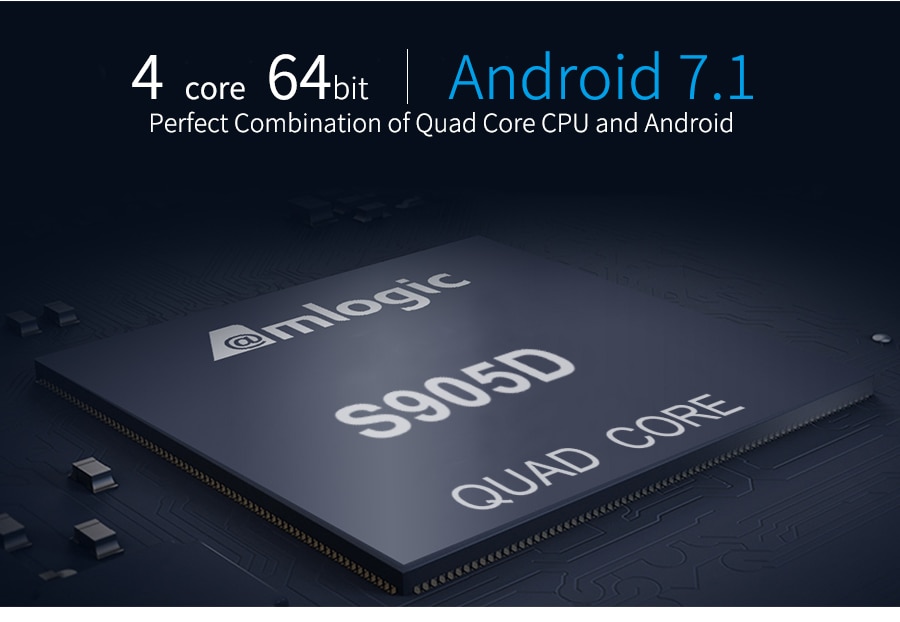 4 core 64bit | Android 7.1
Perfect Combination of Quad Core CPU and Android
@mlogic
S905D
QUAD CORE